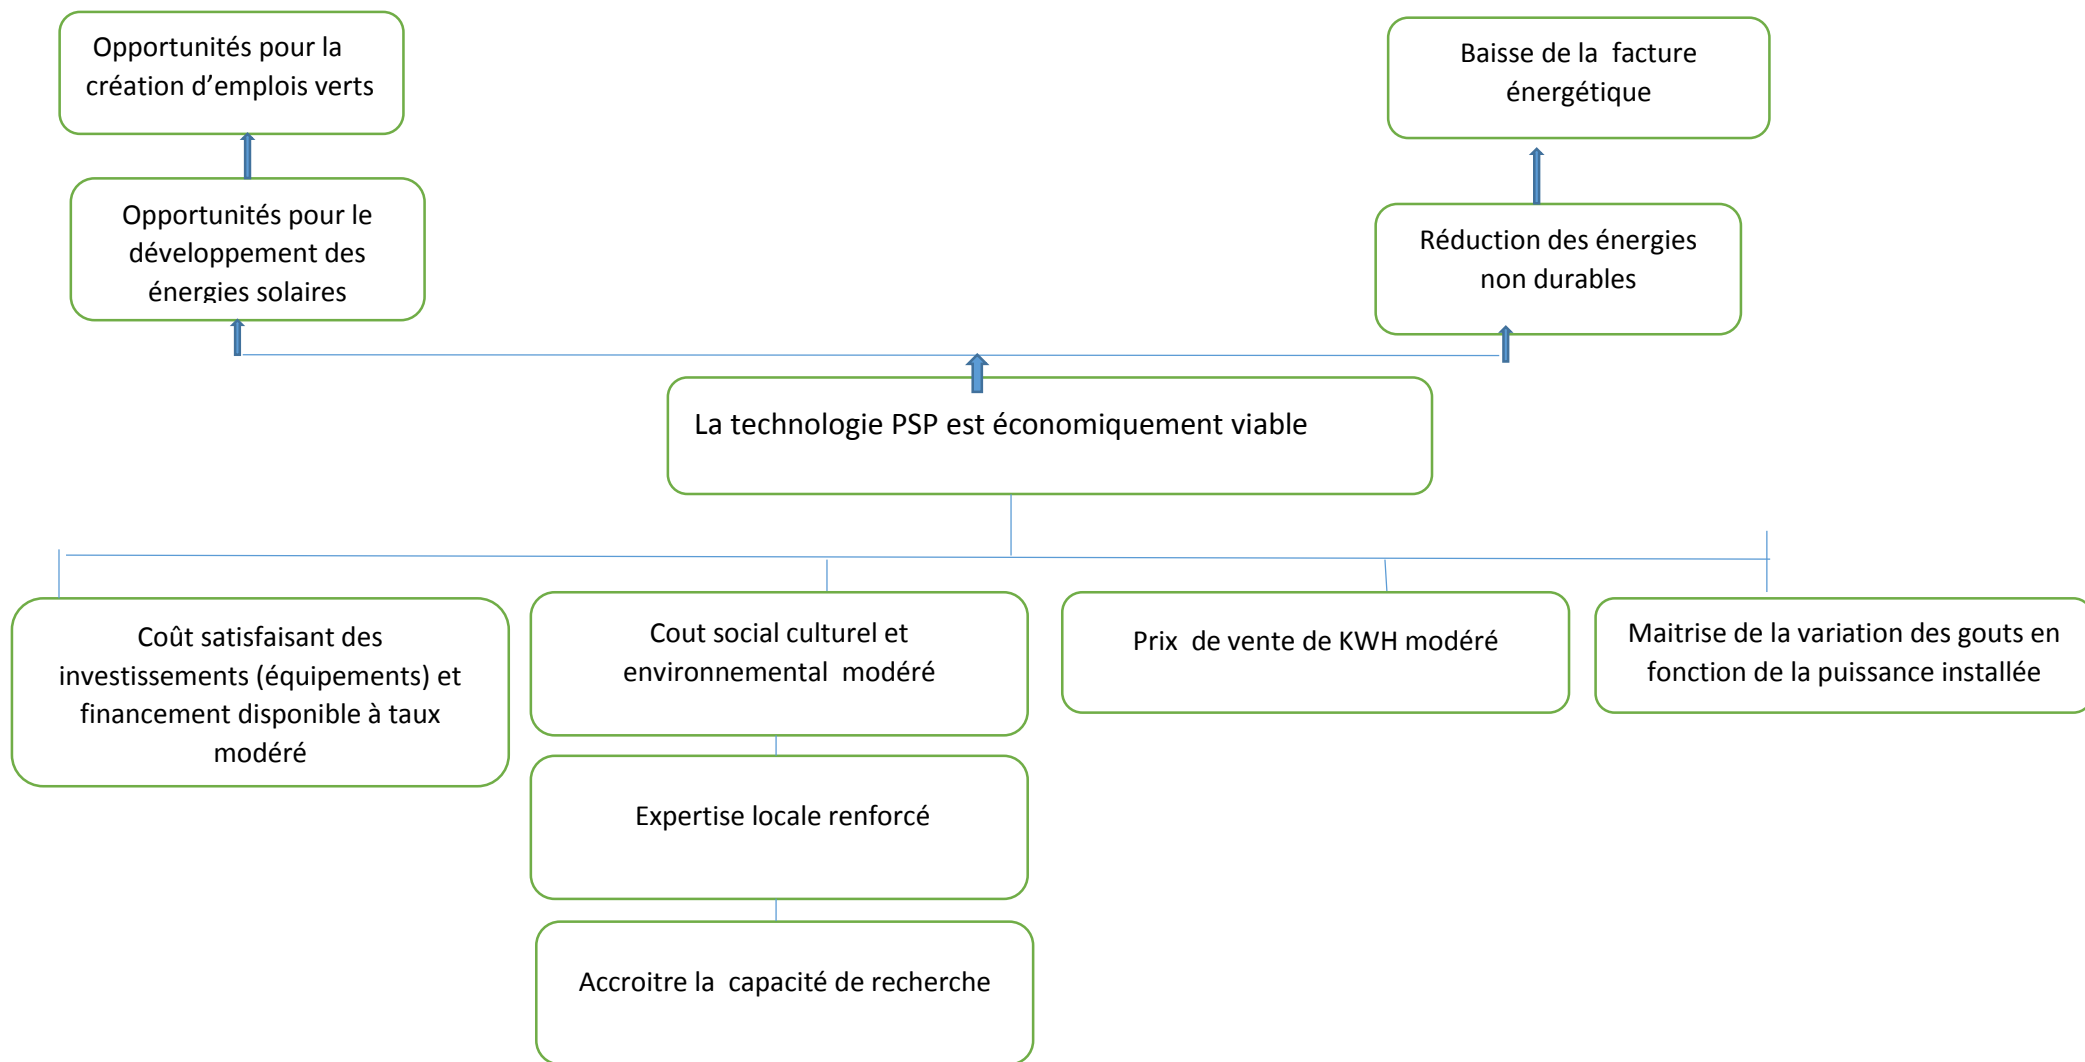 Opportunités pour la
création d’emplois verts
Baisse de la  facture
énergétique
Opportunités pour le
développement des
énergies solaires
Réduction des énergies
non durables
La technologie PSP est économiquement viable
Coût satisfaisant des
investissements (équipements) et
financement disponible à taux
modéré
Cout social culturel et
environnemental  modéré
Prix  de vente de KWH modéré
Maitrise de la variation des gouts en
fonction de la puissance installée
Expertise locale renforcé
Accroitre la  capacité de recherche